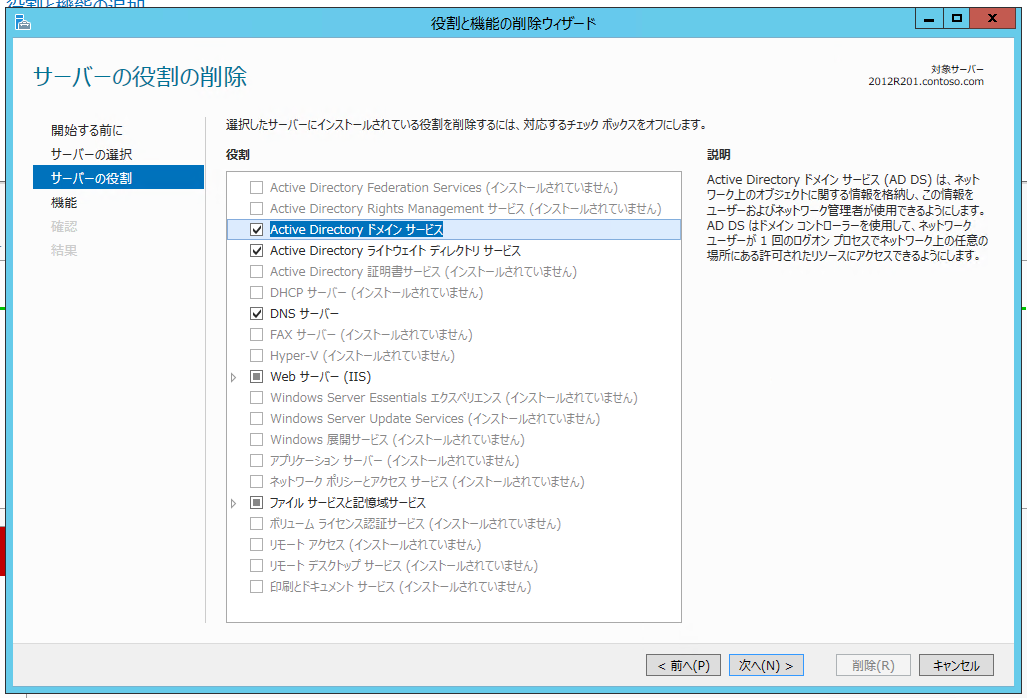 役割と機能の追加
役割と機能の削除ウィザード
サーバーの役割の削除
対象サーバー
2012R201.contoso.com
開始する前に
サーバーの選択
サーバーの役割
機能
確認
結果
選択したサーバーにインストールされている役割を削除するには、対応するチェック ボックスをオフにします。
役割
Active Directory Federation Services (インストールされていません)
Active Directory Rights Management サービス (インストールされていません)
Active Directory ドメイン サービス
Active Directory ライトウェイト ディレクトリ サービス
Active Directory 証明書サービス (インストールされていません)
DHCP サーバー (インストールされていません)
DNS サーバー
FAX サーバー (インストールされていません)
Hyper-V (インストールされていません)
Web サーバー (IIS)
Windows Server Essentials エクスペリエンス (インストールされていません)
Windows Server Update Services (インストールされていません)
Windows 展開サービス (インストールされていません)
アプリケーション サーバー (インストールされていません)
ネットワーク ポリシーとアクセス サービス (インストールされていません)
ファイル サービスと記憶域サービス
ボリューム ライセンス認証サービス (インストールされていません)
リモート アクセス (インストールされていません)
リモート デスクトップ サービス (インストールされていません)
印刷とドキュメント サービス (インストールされていません)
説明
Active Directory ドメイン サービス (AD DS) は、ネット
ワーク上のオブジェクトに関する情報を格納し、この情報を
ユーザーおよびネットワーク管理者が使用できるようにします。
AD DS はドメイン コントローラーを使用して、ネットワーク
ユーザーが 1 回のログオン プロセスでネットワーク上の任意の
場所にある許可されたリソースにアクセスできるようにします。
< 前へ(P)
次へ(N) >
削除(R)
キャンセル